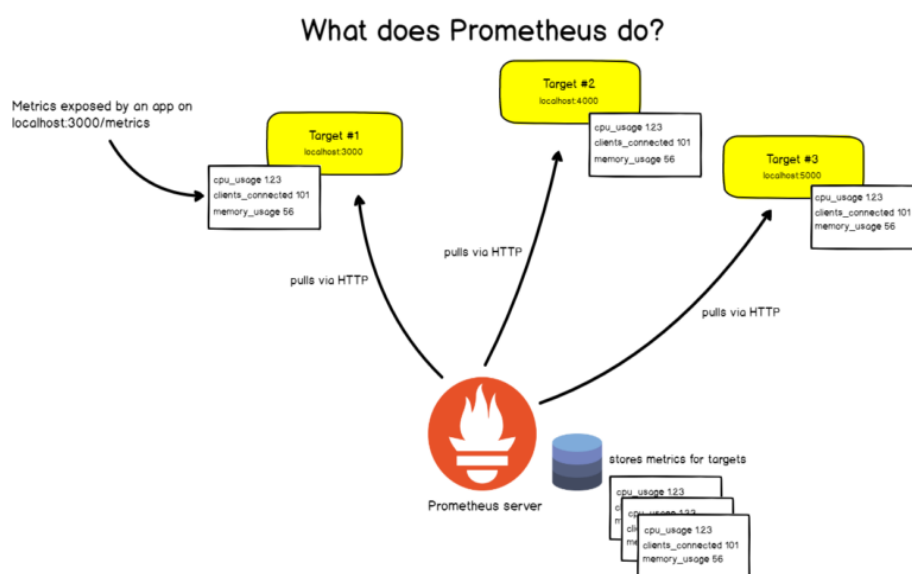 What does Prometheus do?
Metrics exposed by an app on
localhost:3000/metrics
Target #1
localhost:3000
cpu_usage 1.23
clients_connected 101
memory_usage 56
Target #2
localhost:4000
cpu_usage 1.23
clients_connected 101
memory_usage 56
Target #3
localhost:5000
cpu_usage 1.23
clients_connected 101
memory_usage 56
pulls via HTTP
pulls via HTTP
pulls via HTTP
Prometheus server
stores metrics for targets
cpu_usage 1.23
cpu_usage 1.23
clients_connected 101
memory_usage 56